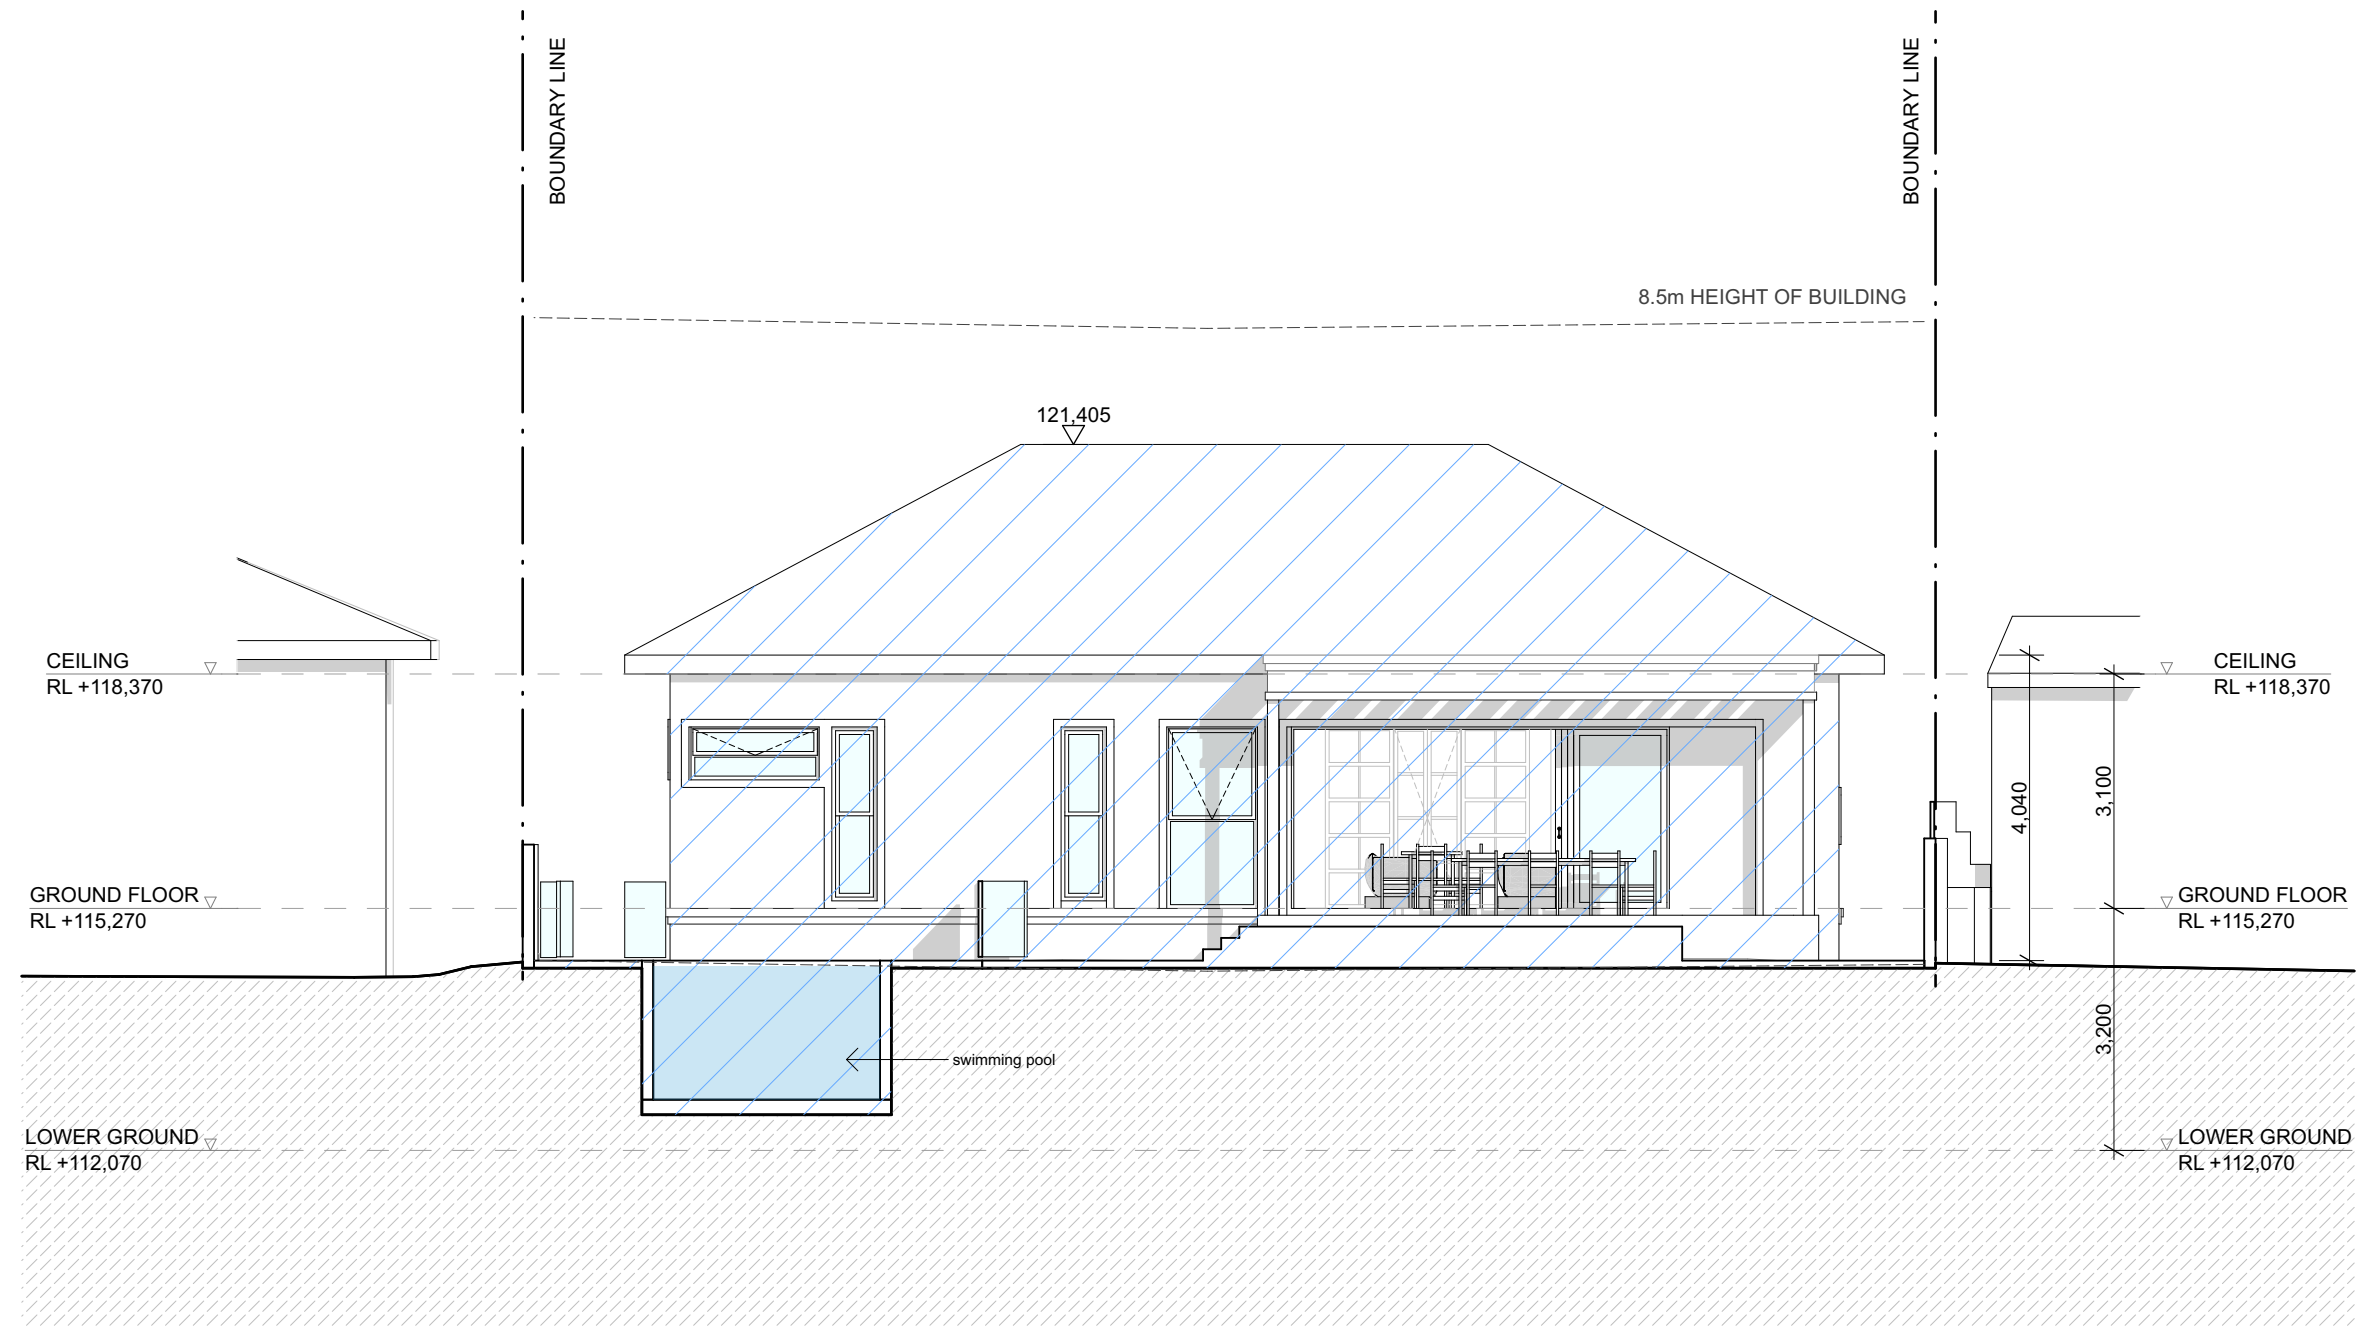 BOUNDARY LINE
BOUNDARY LINE
8.5m HEIGHT OF BUILDING
121,405
CEILING
RL +118,370
CEILING
RL +118,370
4,040
3,100
GROUND FLOOR
RL +115,270
GROUND FLOOR
RL +115,270
3,200
swimming pool
LOWER GROUND
RL +112,070
LOWER GROUND
RL +112,070